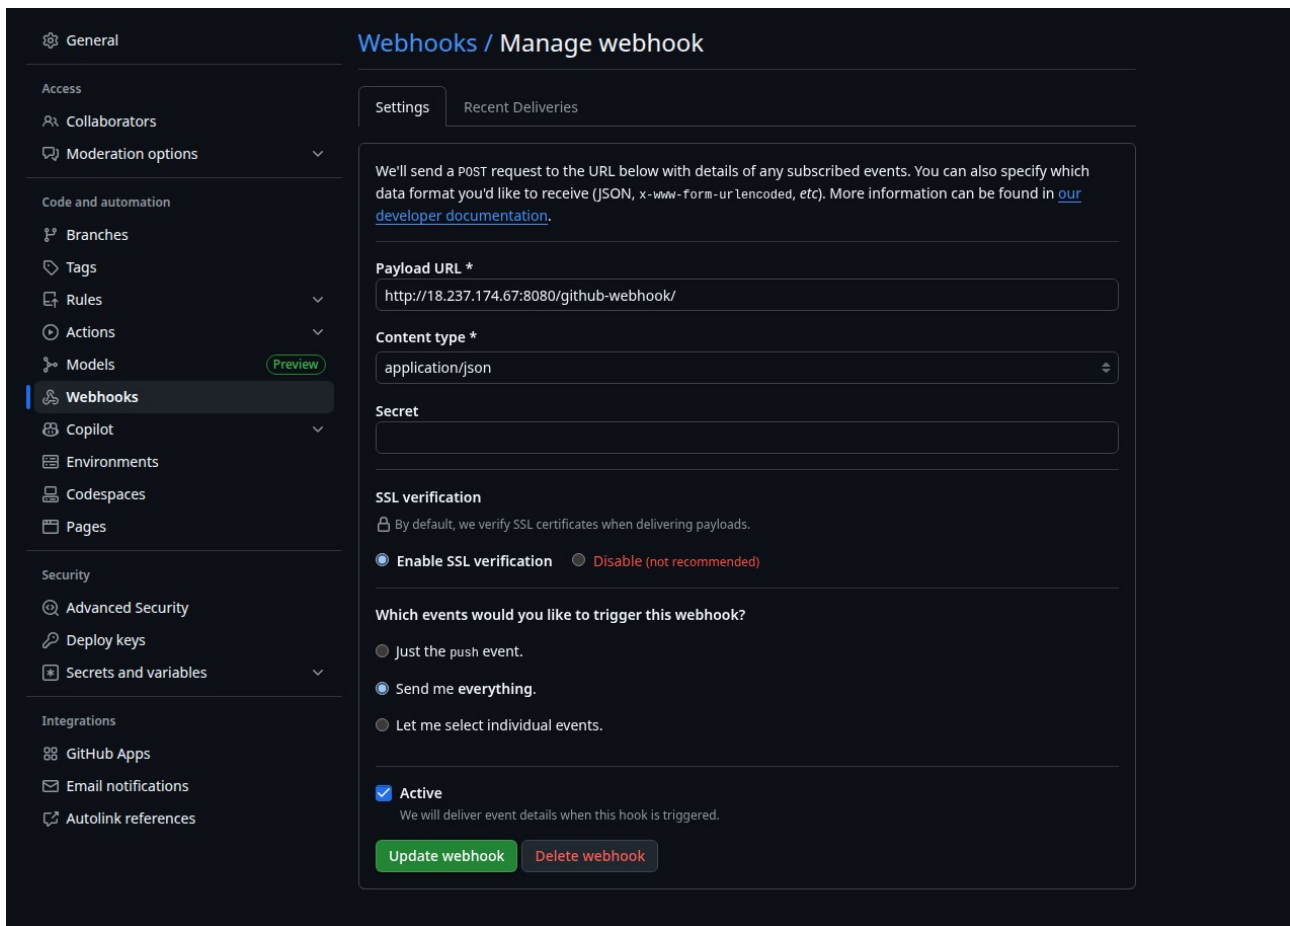 General
Access
Collaborators
Moderation options
Code and automation
Branches
Tags
Rules
Actions
Models
Preview
Webhooks
Copilot
Environments
Codespaces
Pages
Security
Advanced Security
Deploy keys
Secrets and variables
Integrations
GitHub Apps
Email notifications
Autolink references
Webhooks / Manage webhook
Settings
Recent Deliveries
We'll send a POST request to the URL below with details of any subscribed events. You can also specify which
data format you'd like to receive (JSON, x-www-form-urlencoded, etc). More information can be found in our
developer documentation.
Payload URL *
http://18.237.174.67:8080/github-webhook/
Content type *
application/json
Secret
SSL verification
By default, we verify SSL certificates when delivering payloads.
Enable SSL verification
Disable (not recommended)
Which events would you like to trigger this webhook?
Just the push event.
Send me everything.
Let me select individual events.
Active
We will deliver event details when this hook is triggered.
Update webhook
Delete webhook